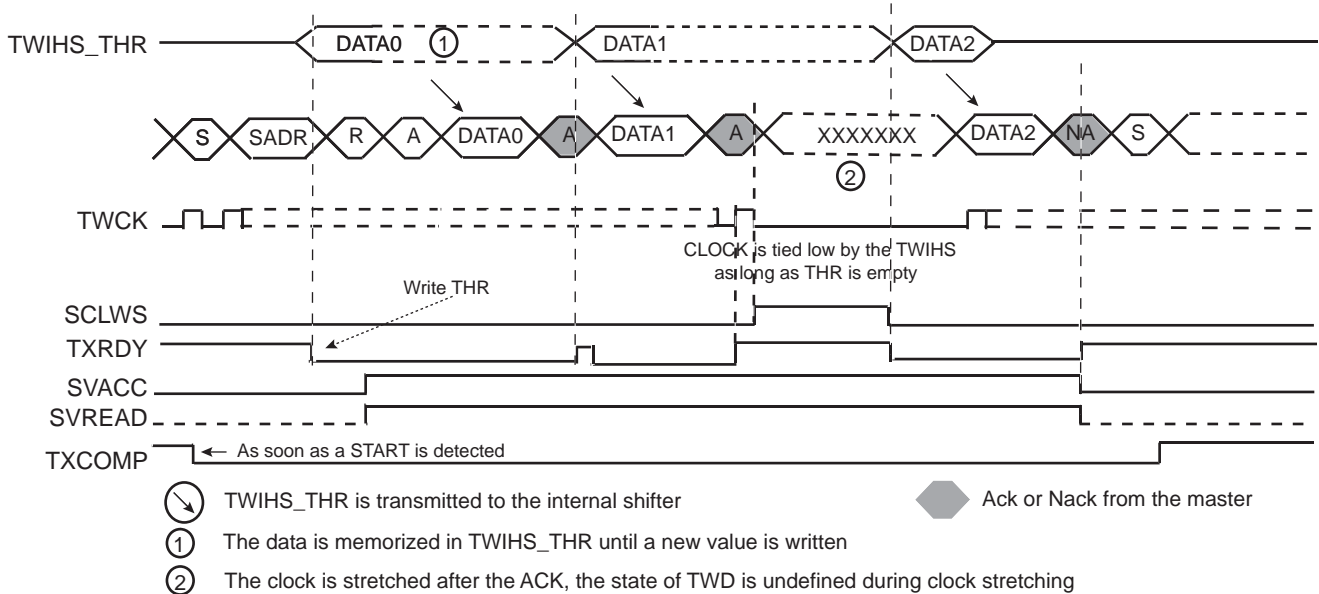 TWIHS_THR DATA0 1 DATA1 DATA2
S SADR R A DATA0 A DATA1 A XXXXXXX DATA2 NA S
2
TWCK
CLOCK is tied low by the TWIHS
as long as THR is empty
Write THR
SCLWS
TXRDY
SVACC
SVREAD
TXCOMP As soon as a START is detected
TWIHS_THR is transmitted to the internal shifter Ack or Nack from the master
1 The data is memorized in TWIHS_THR until a new value is written
2 The clock is stretched after the ACK, the state of TWD is undefined during clock stretching